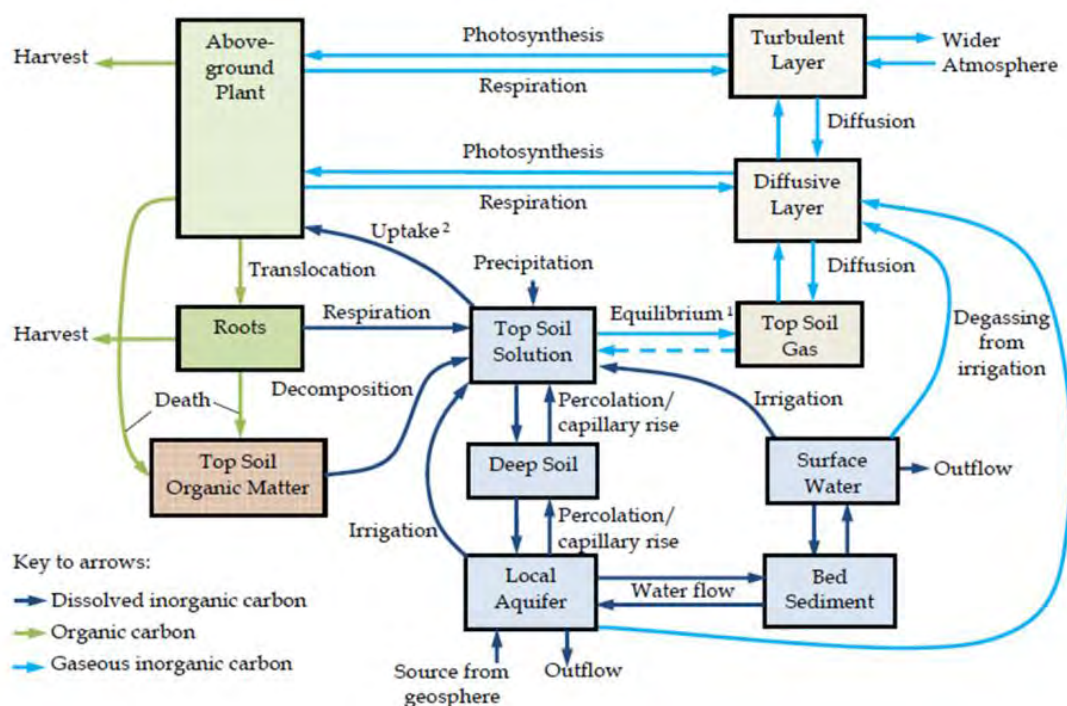 Harvest
Above-
ground
Plant
Photosynthesis
Respiration
Turbulent
Layer
Wider
Atmosphere
Diffusion
Photosynthesis
Respiration
Diffusive
Layer
Uptake 2
Translocation
Precipitation
Diffusion
Harvest
Roots
Respiration
Top Soil
Solution
Equilibrium 1
Top Soil
Gas
Degassing
from
irrigation
Decomposition
Death
Percolation/
capillary rise
Irrigation
Top Soil
Organic Matter
Deep Soil
Surface
Water
Outflow
Irrigation
Percolation/
capillary rise
Key to arrows:
Dissolved inorganic carbon
Organic carbon
Gaseous inorganic carbon
Local
Aquifer
Water flow
Bed
Sediment
Source from
geosphere
Outflow